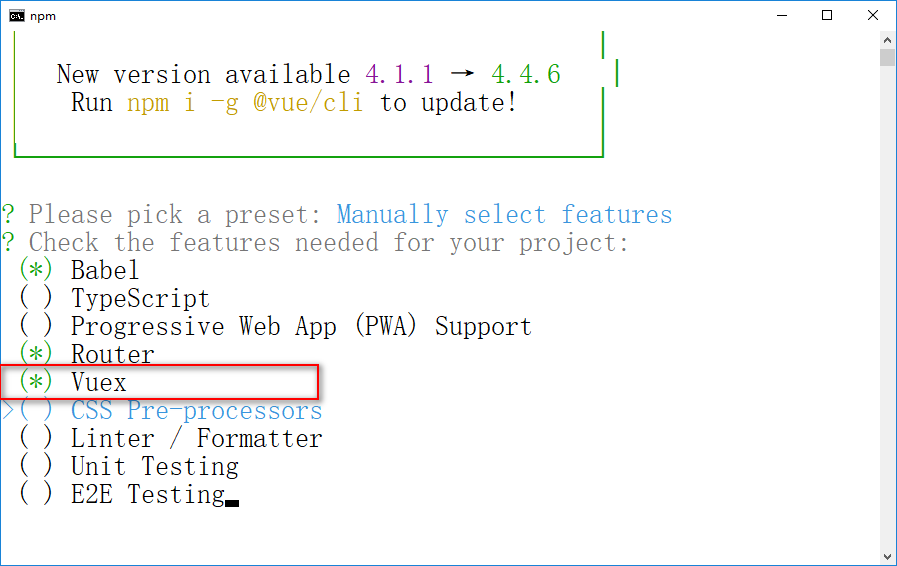 npm
New version available 4.1.1 → 4.4.6
Run npm i -g @vue/cli to update!
? Please pick a preset: Manually select features
? Check the features needed for your project:
(*) Babel
( ) TypeScript
( ) Progressive Web App (PWA) Support
(*) Router
(*) Vuex
>( ) CSS Pre-processors
( ) Linter / Formatter
( ) Unit Testing
( ) E2E Testing